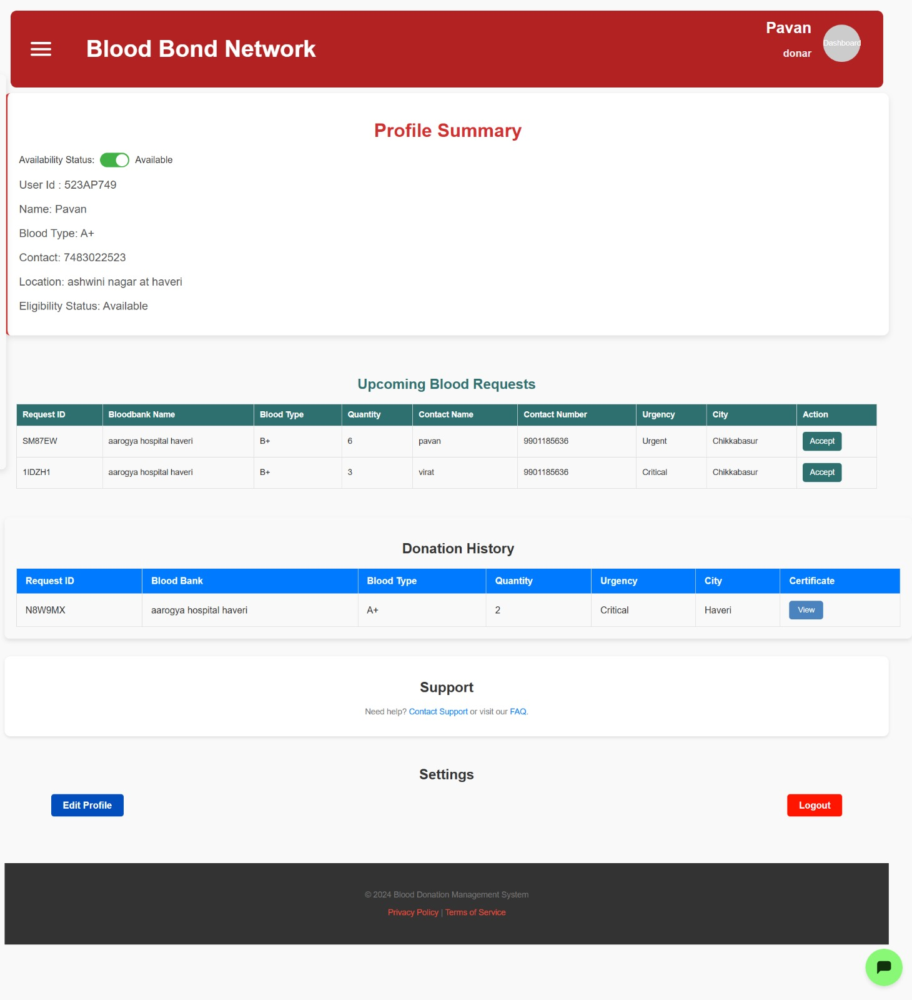 Blood Bond Network
Pavan
donar
Dashboard
Profile Summary
Availability Status: Available
User Id : 523AP749
Name: Pavan
Blood Type: A+
Contact: 7483022523
Location: ashwini nagar at haveri
Eligibility Status: Available
Upcoming Blood Requests
Request ID Bloodbank Name Blood Type Quantity Contact Name Contact Number Urgency City Action
SM87EW aarogya hospital haveri B+ 6 pavan 9901185636 Urgent Chikkabasur Accept
1IDZH1 aarogya hospital haveri B+ 3 virat 9901185636 Critical Chikkabasur Accept
Donation History
Request ID Blood Bank Blood Type Quantity Urgency City Certificate
N8W9MX aarogya hospital haveri A+ 2 Critical Haveri View
Support
Need help? Contact Support or visit our FAQ.
Settings
Edit Profile Logout
© 2024 Blood Donation Management System
Privacy Policy | Terms of Service